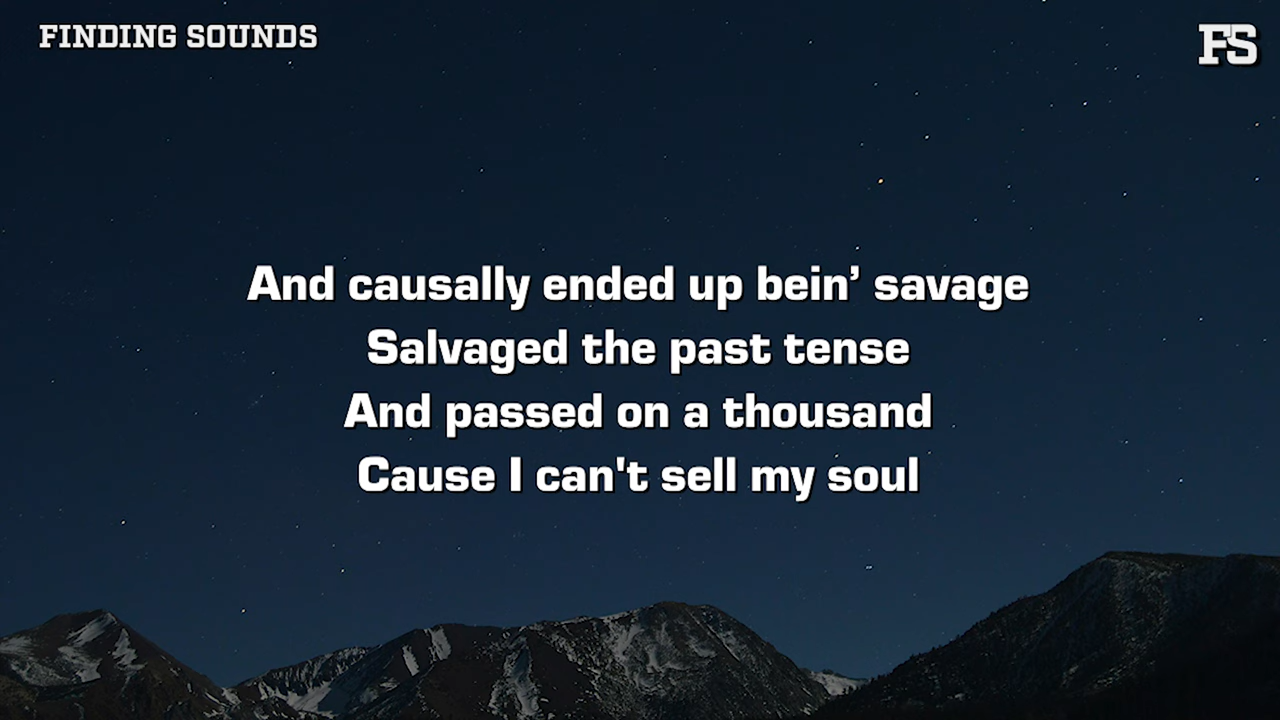 FINDING SOUNDS
FS
And causally ended up bein’ savage
Salvaged the past tense
And passed on a thousand
Cause I can't sell my soul